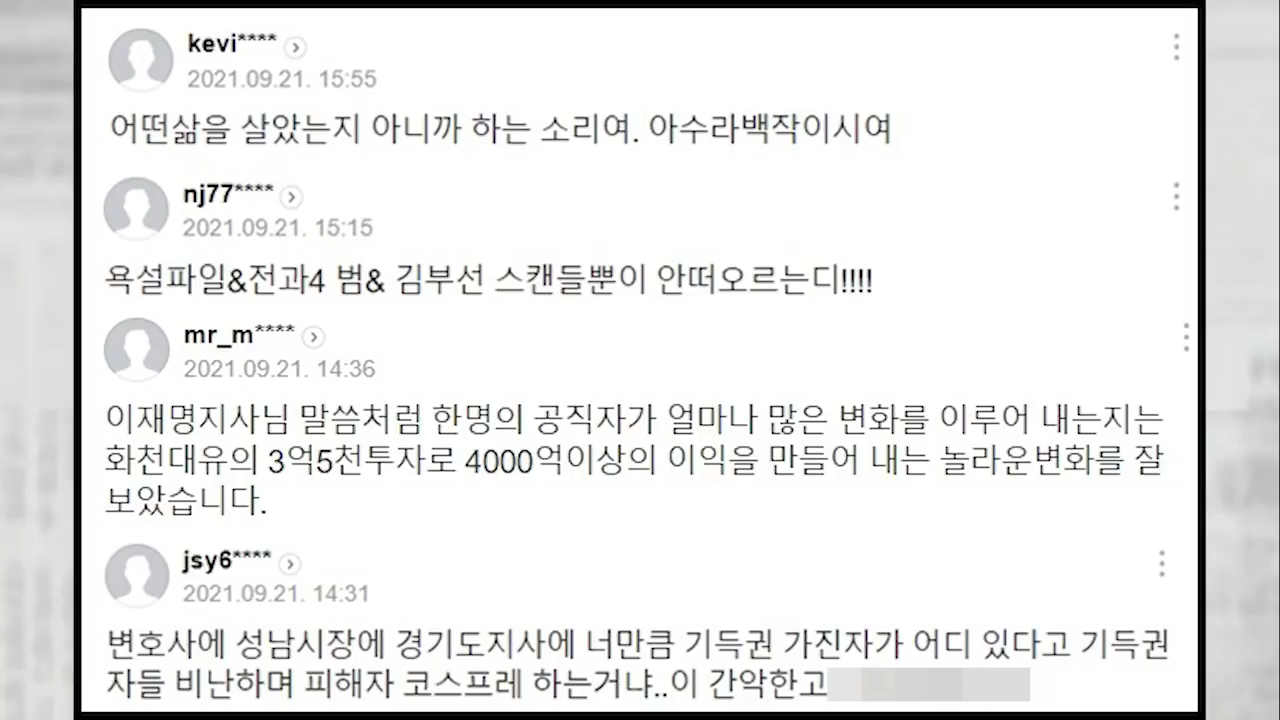 kevi****
2021.09.21. 15:55
어떤삶을 살았는지 아니까 하는 소리여. 아수라백작이시여
nj77****
2021.09.21. 15:15
욕설파일&전과4 범& 김부선 스캔들뿐이 안떠오르는디!!!!
mr_m****
2021.09.21. 14:36
이재명지사님 말씀처럼 한명의 공직자가 얼마나 많은 변화를 이루어 내는지는
화천대유의 3억5천투자로 4000억이상의 이익을 만들어 내는 놀라운변화를 잘
보았습니다.
jsy6****
2021.09.21. 14:31
변호사에 성남시장에 경기도지사에 너만큼 기득권 가진자가 어디 있다고 기득권
자들 비난하며 피해자 코스프레 하는거냐..이 간악한고